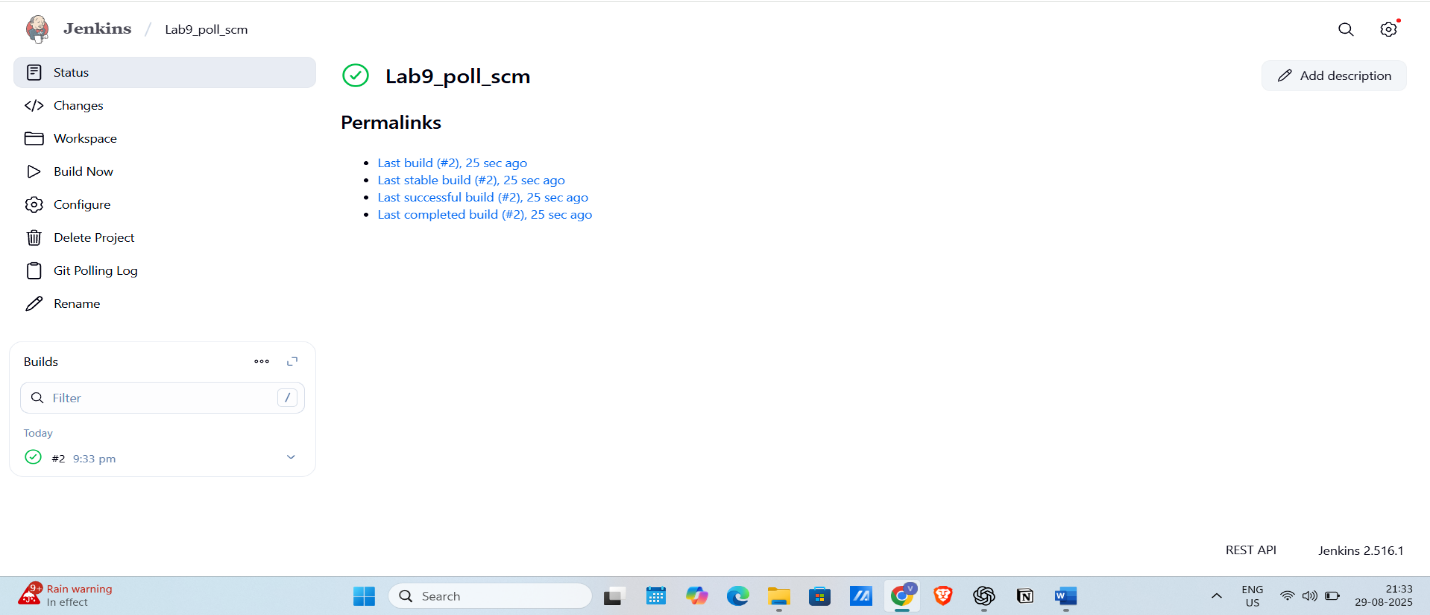 Jenkins / Lab9_poll_scm
Status
Changes
Workspace
Build Now
Configure
Delete Project
Git Polling Log
Rename
Builds
Filter /
Today
#2 9:33 pm
Lab9_poll_scm
Add description
Permalinks
Last build (#2), 25 sec ago
Last stable build (#2), 25 sec ago
Last successful build (#2), 25 sec ago
Last completed build (#2), 25 sec ago
REST API Jenkins 2.516.1
9+ Rain warning
In effect
Search
V
W
ENG
US
21:33
29-08-2025